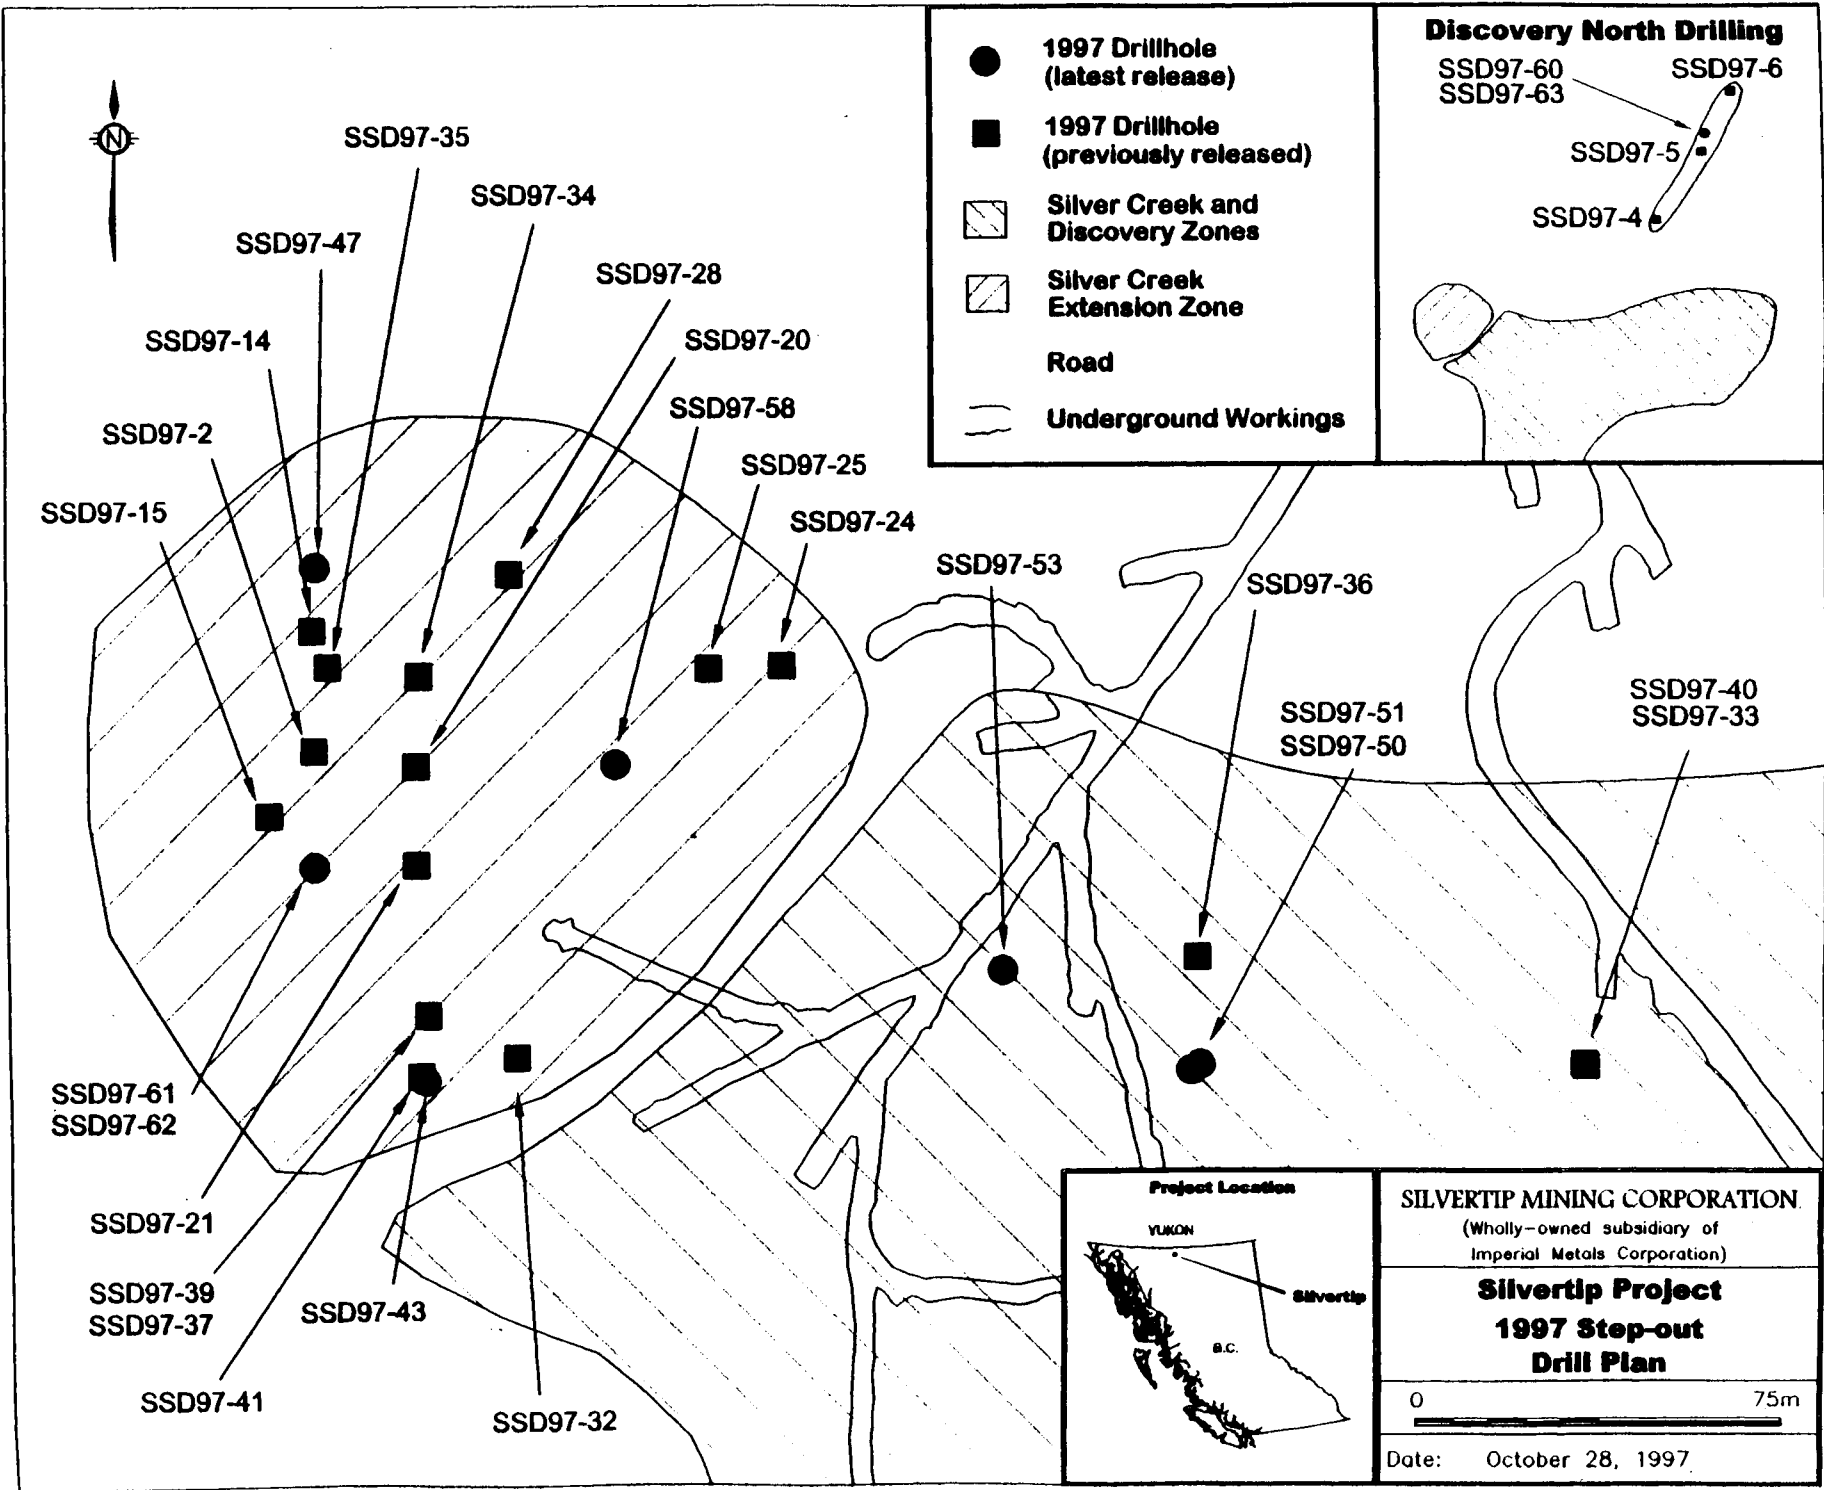 1997 Drillhole
(latest release)
1997 Drillhole
(previously released)
Silver Creek and
Discovery Zones
Silver Creek
Extension Zone
Road
Underground Workings
Discovery North Drilling
SSD97-60
SSD97-63
SSD97-6
SSD97-5
SSD97-4
N
SSD97-35
SSD97-34
SSD97-47
SSD97-28
SSD97-14
SSD97-20
SSD97-58
SSD97-2
SSD97-25
SSD97-15
SSD97-24
SSD97-53
SSD97-36
SSD97-40
SSD97-33
SSD97-51
SSD97-50
SSD97-61
SSD97-62
SSD97-21
SSD97-39
SSD97-37
SSD97-43
SSD97-41
SSD97-32
Project Location
YUKON
Silvertip
B.C.
SILVERTIP MINING CORPORATION
(Wholly-owned subsidiary of
Imperial Metals Corporation)
Silvertip Project
1997 Step-out
Drill Plan
0 75m
Date: October 28, 1997